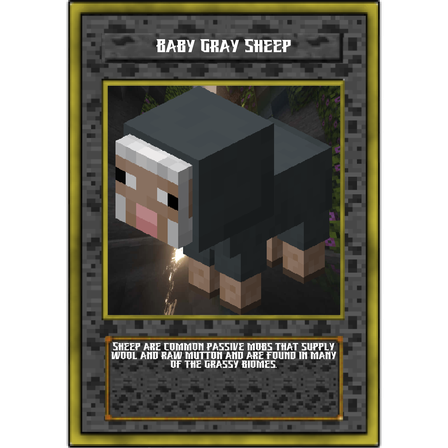 Baby Gray Sheep
Sheep are common passive mobs that supply
wool and raw mutton and are found in many
of the grassy biomes.